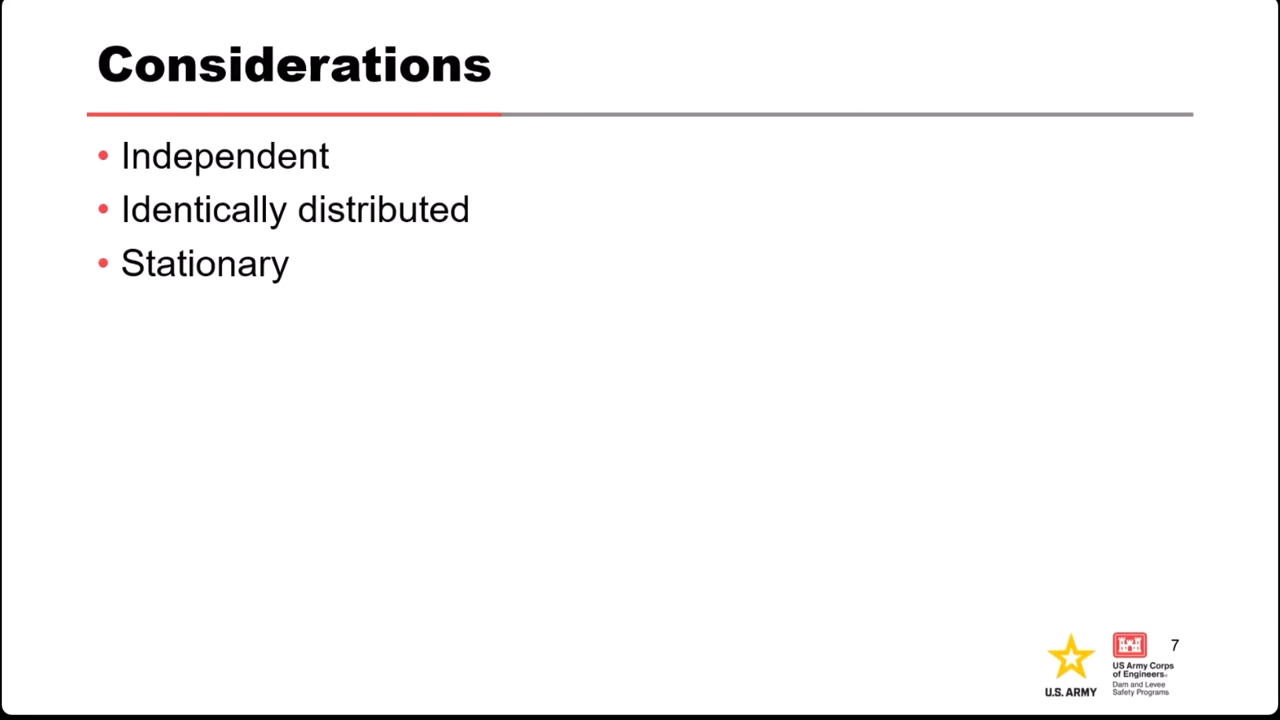 Considerations
• Independent
• Identically distributed
• Stationary
7
U.S. ARMY
US Army Corps
of Engineers®
Dam and Levee
Safety Programs